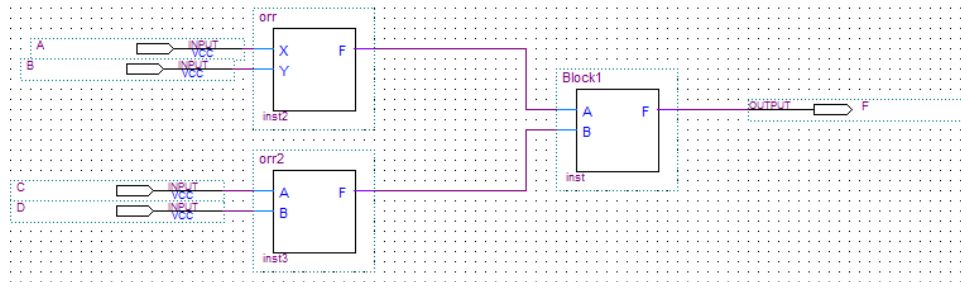 orr
A INPUT VCC X F
B INPUT VCC Y
inst2
Block1
A F OUTPUT F
B
inst
orr2
C INPUT VCC A F
D INPUT VCC B
inst3